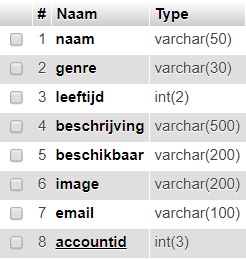 # Naam Type
1 naam varchar(50)
2 genre varchar(30)
3 leeftijd int(2)
4 beschrijving varchar(500)
5 beschikbaar varchar(200)
6 image varchar(200)
7 email varchar(100)
8 accountid int(3)